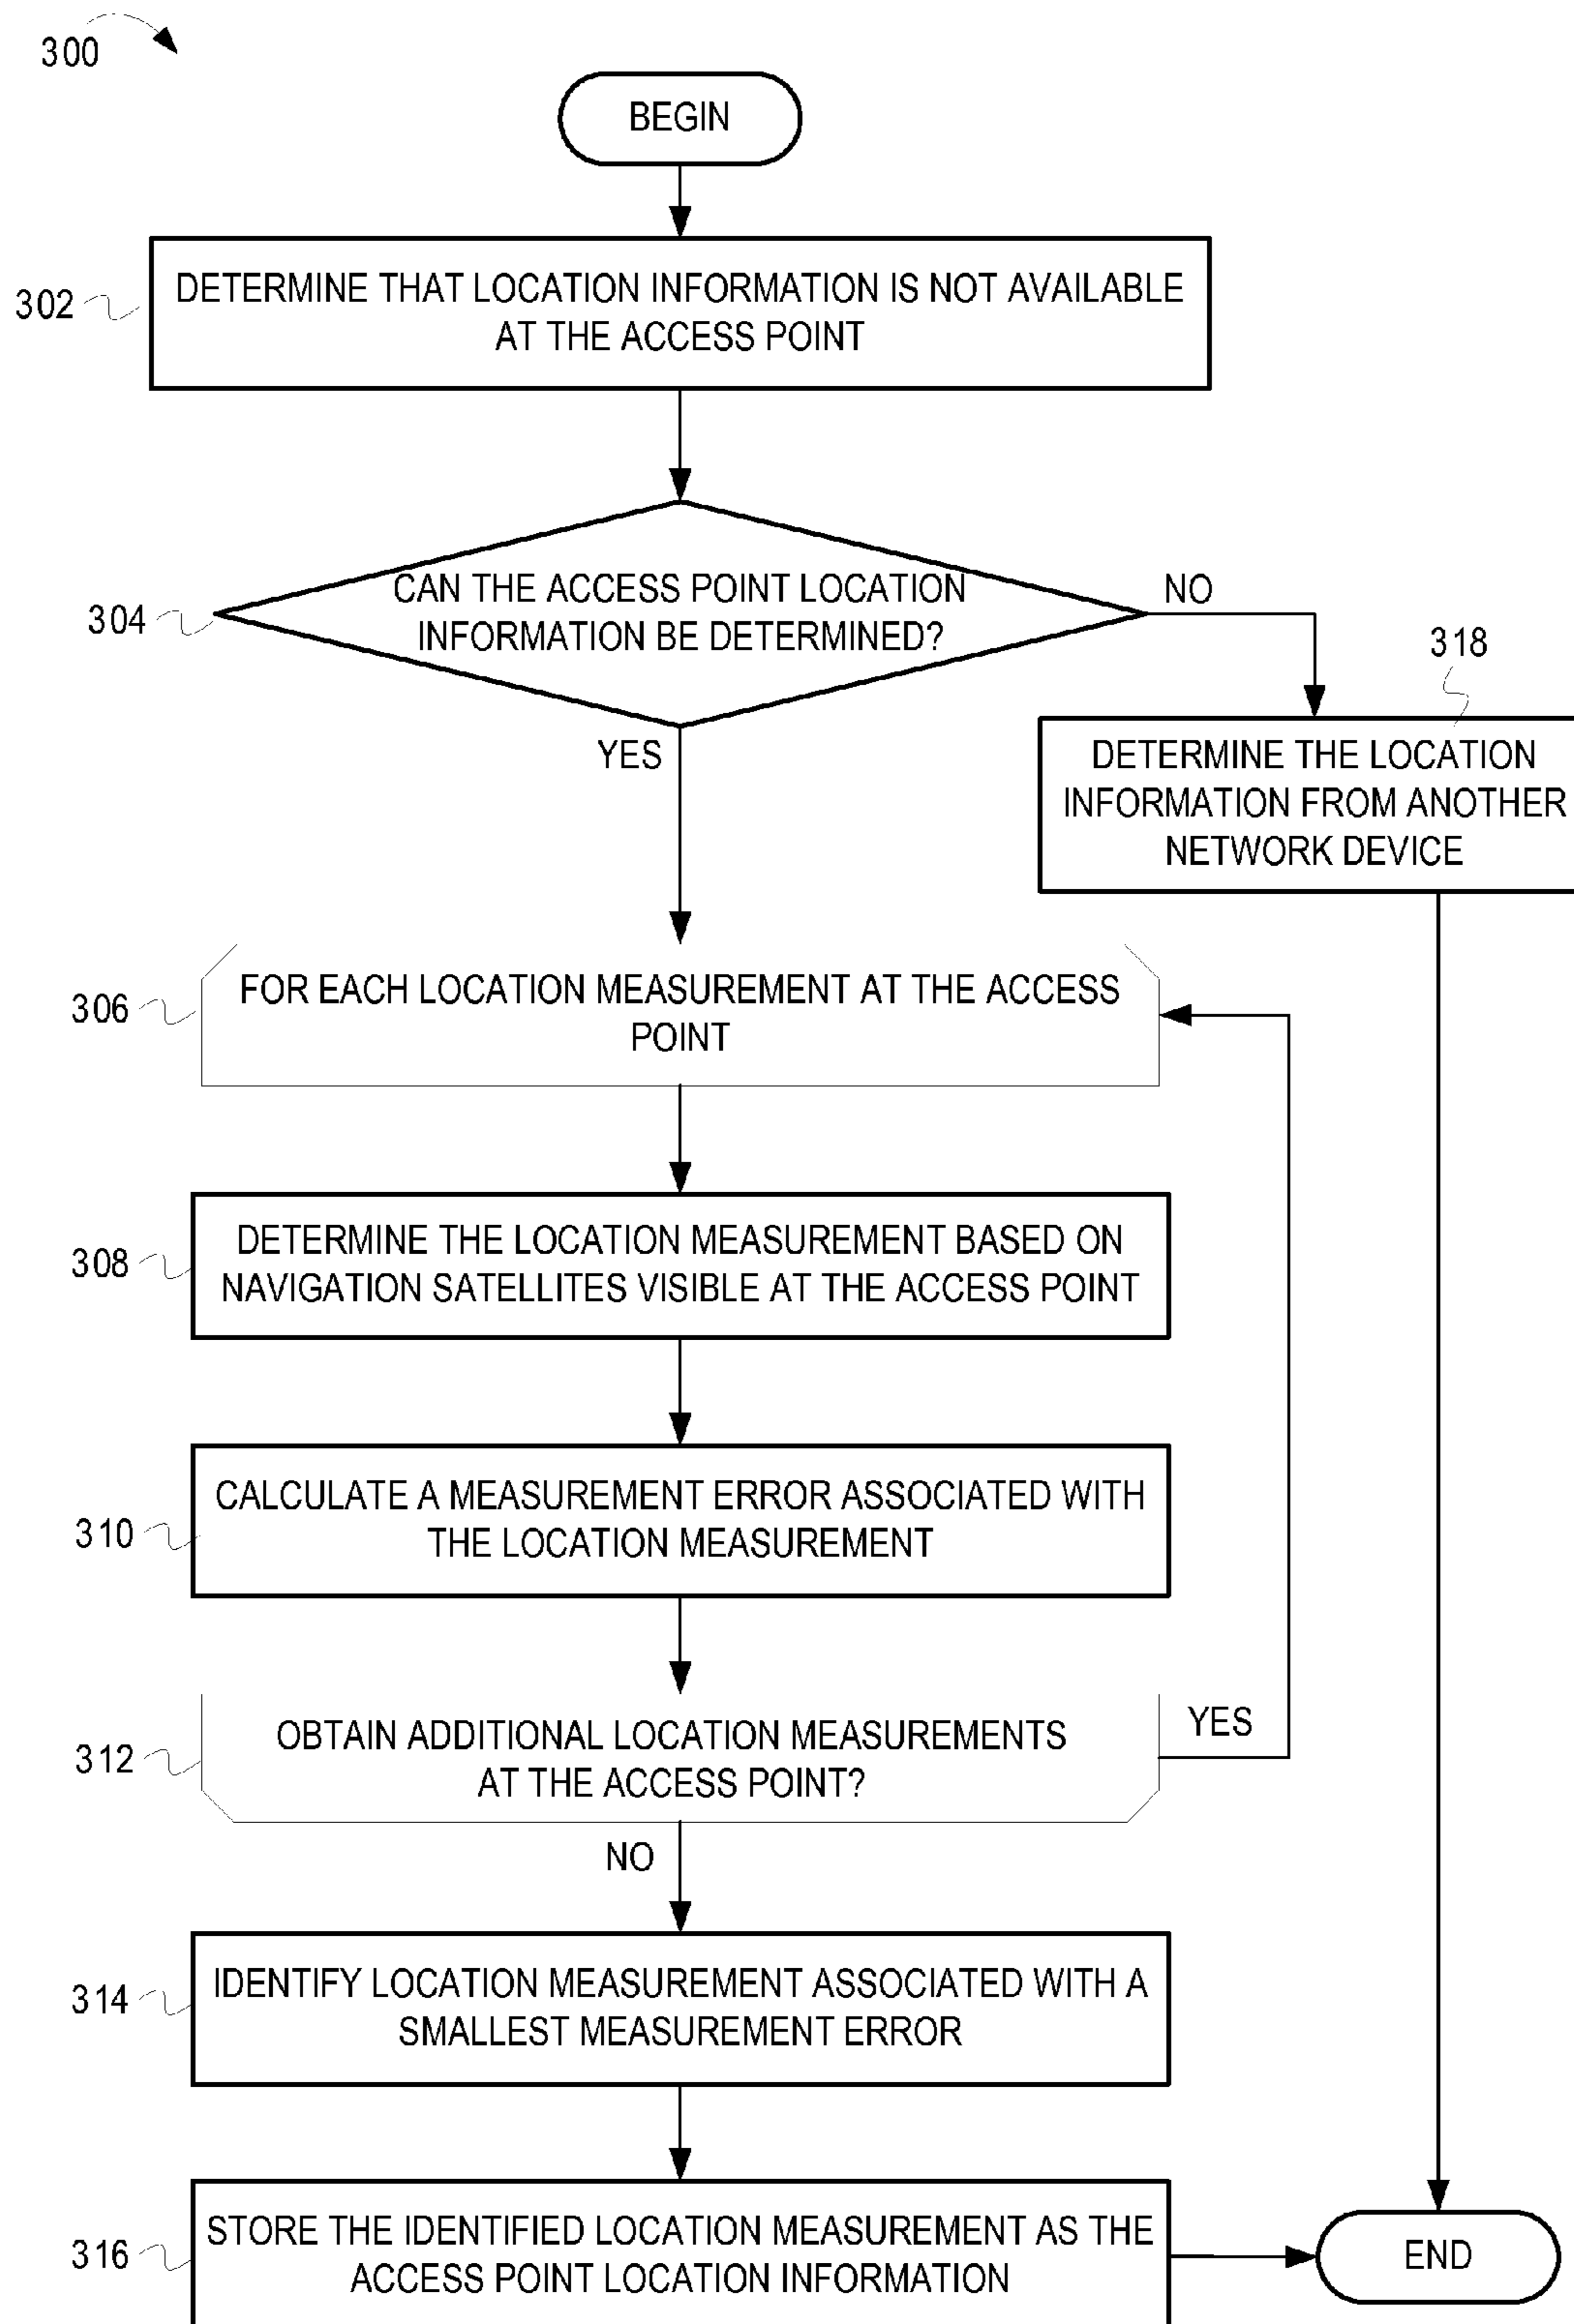 300
BEGIN
302
DETERMINE THAT LOCATION INFORMATION IS NOT AVAILABLE
AT THE ACCESS POINT
304
CAN THE ACCESS POINT LOCATION
INFORMATION BE DETERMINED?
NO
318
DETERMINE THE LOCATION
INFORMATION FROM ANOTHER
NETWORK DEVICE
YES
306
FOR EACH LOCATION MEASUREMENT AT THE ACCESS
POINT
308
DETERMINE THE LOCATION MEASUREMENT BASED ON
NAVIGATION SATELLITES VISIBLE AT THE ACCESS POINT
310
CALCULATE A MEASUREMENT ERROR ASSOCIATED WITH
THE LOCATION MEASUREMENT
312
OBTAIN ADDITIONAL LOCATION MEASUREMENTS
AT THE ACCESS POINT?
YES
NO
314
IDENTIFY LOCATION MEASUREMENT ASSOCIATED WITH A
SMALLEST MEASUREMENT ERROR
316
STORE THE IDENTIFIED LOCATION MEASUREMENT AS THE
ACCESS POINT LOCATION INFORMATION
END